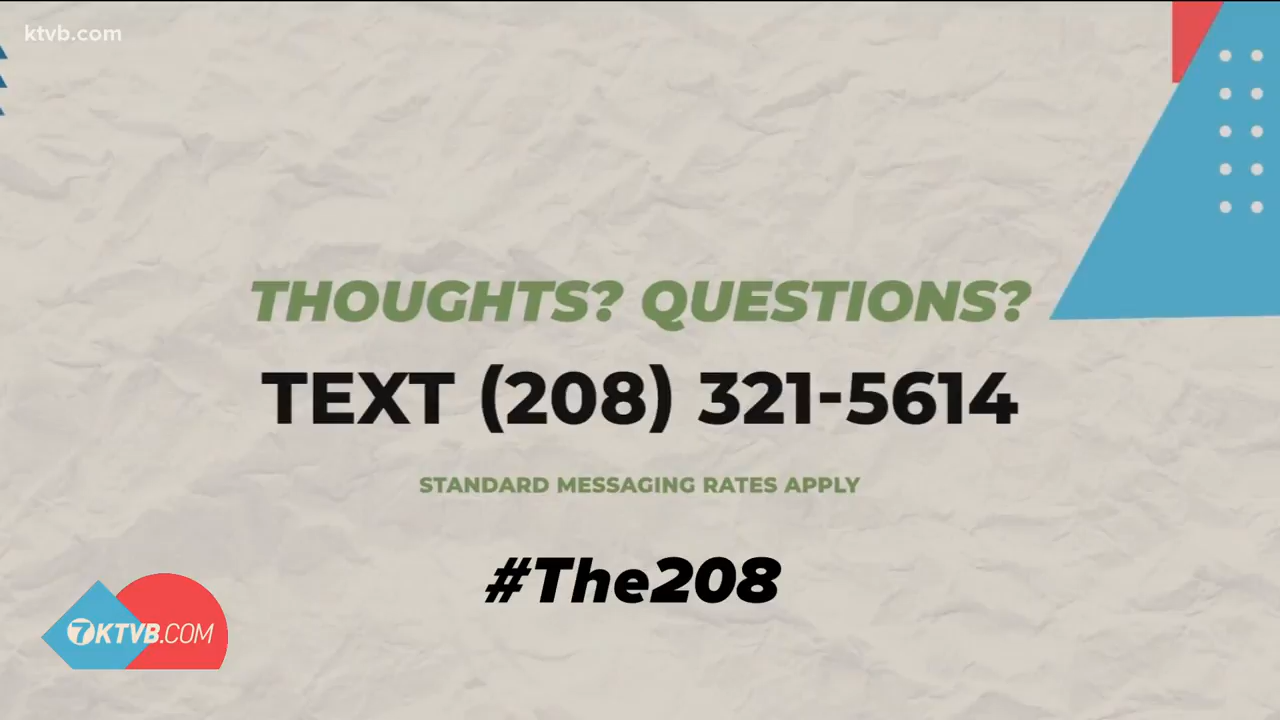 ktvb.com
THOUGHTS? QUESTIONS?
TEXT (208) 321-5614
STANDARD MESSAGING RATES APPLY
#The208
7KTVB.COM